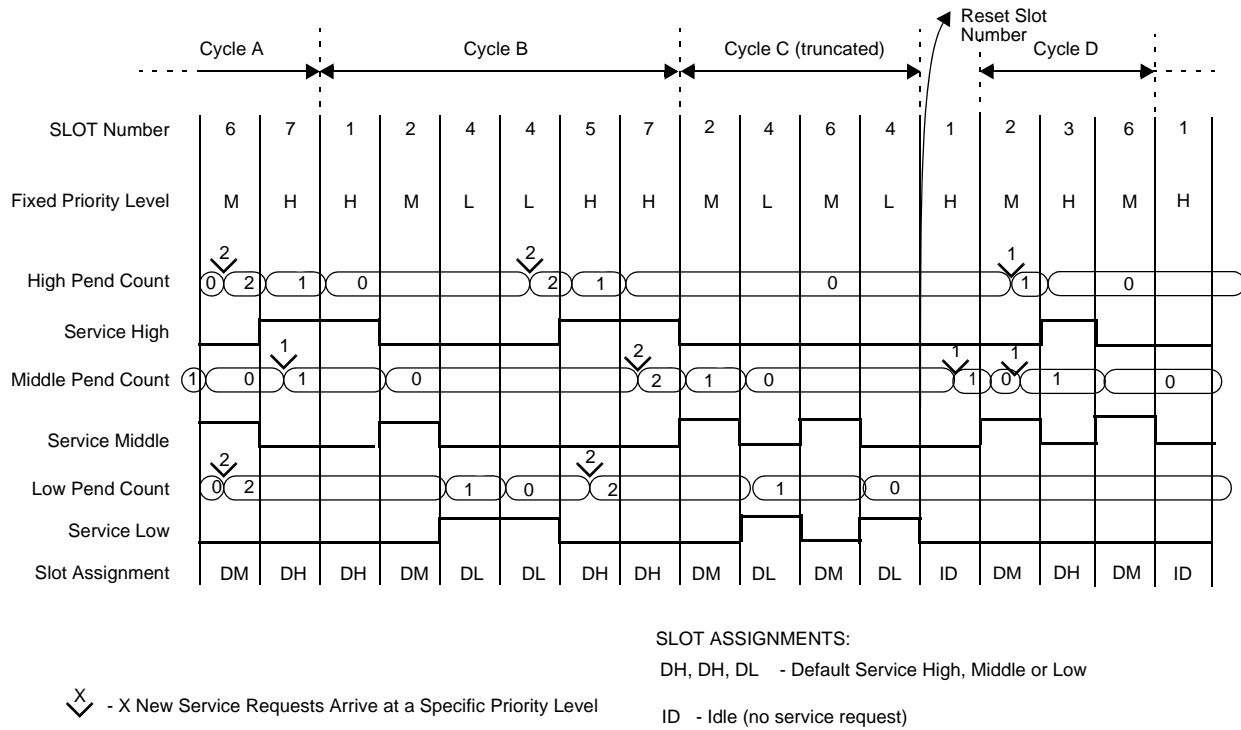 Reset Slot
Number
Cycle A Cycle B Cycle C (truncated) Cycle D
SLOT Number 6 7 1 2 4 4 5 7 2 4 6 4 1 2 3 6 1
Fixed Priority Level M H H M L L H H M L M L H M H M H
2 2 1
High Pend Count 0 2 1 0 2 1 0 1 0
Service High
1 2 1 1
Middle Pend Count 1 0 1 0 2 1 0 1 0 1 0
Service Middle
2 2
Low Pend Count 0 2 1 0 2 1 0
Service Low
Slot Assignment DM DH DH DM DL DL DH DH DM DL DM DL ID DM DH DM ID
SLOT ASSIGNMENTS:
DH, DH, DL - Default Service High, Middle or Low
X - X New Service Requests Arrive at a Specific Priority Level
ID - Idle (no service request)